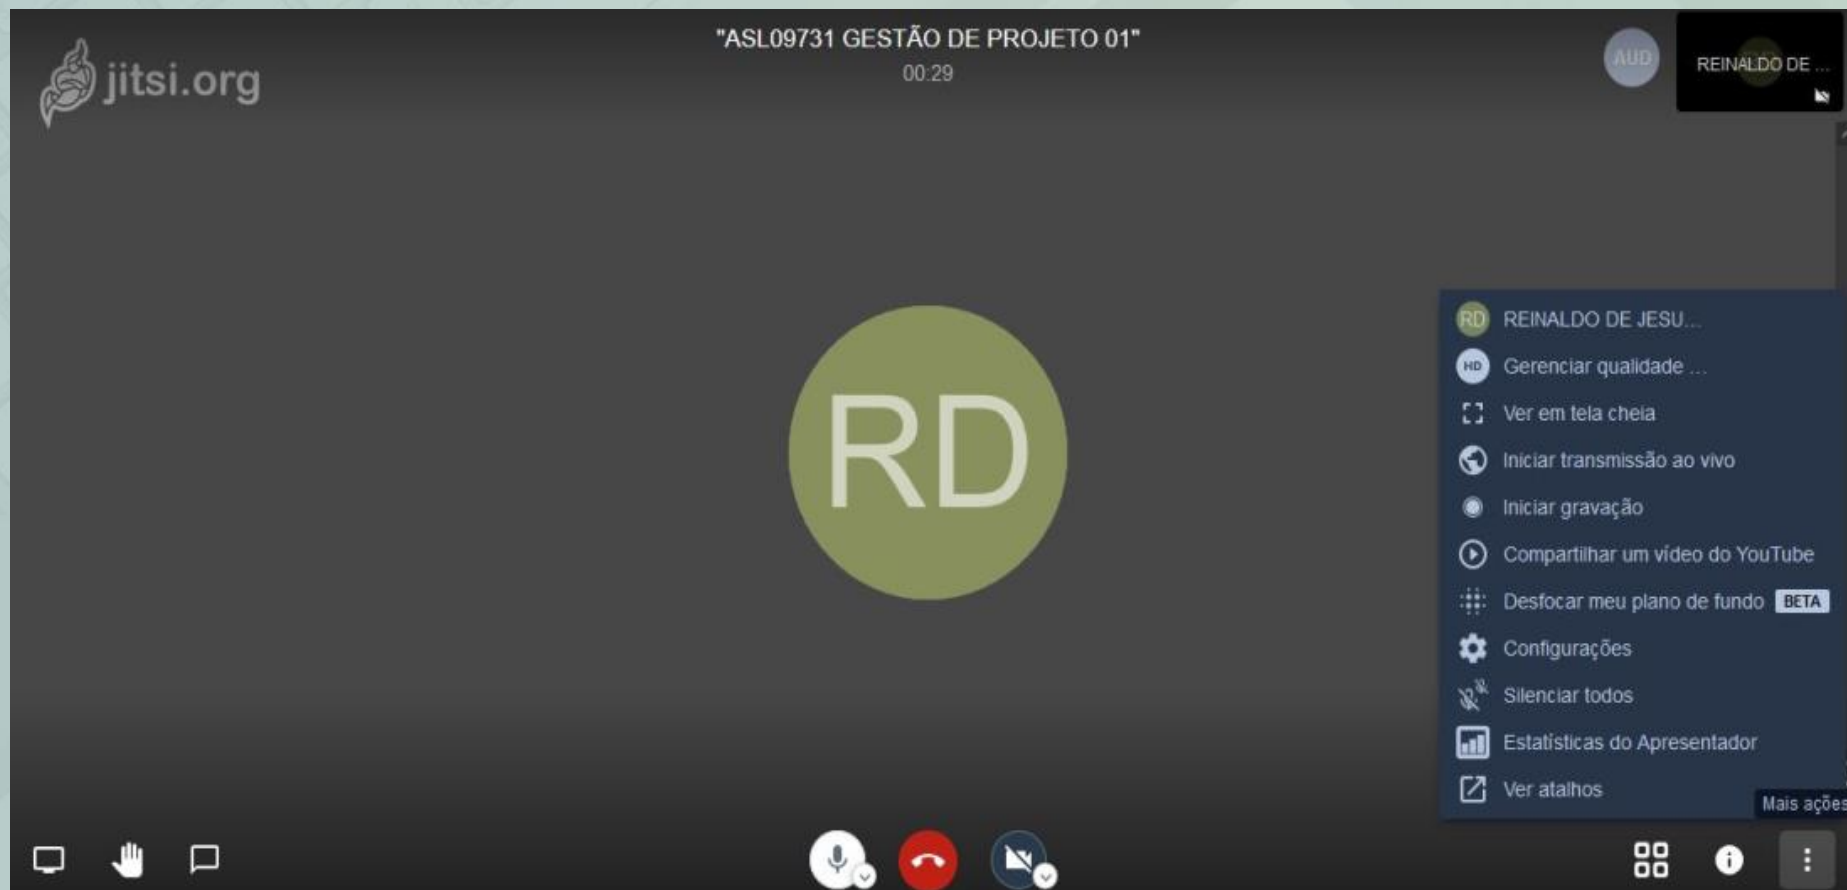 jitsi.org
"ASL09731 GESTÃO DE PROJETO 01"
00:29
AUD
REINALDO DE ...
RD
RD REINALDO DE JESU...
HD Gerenciar qualidade ...
Ver em tela cheia
Iniciar transmissão ao vivo
Iniciar gravação
Compartilhar um vídeo do YouTube
Desfocar meu plano de fundo BETA
Configurações
Silenciar todos
Estatísticas do Apresentador
Ver atalhos
Mais ações